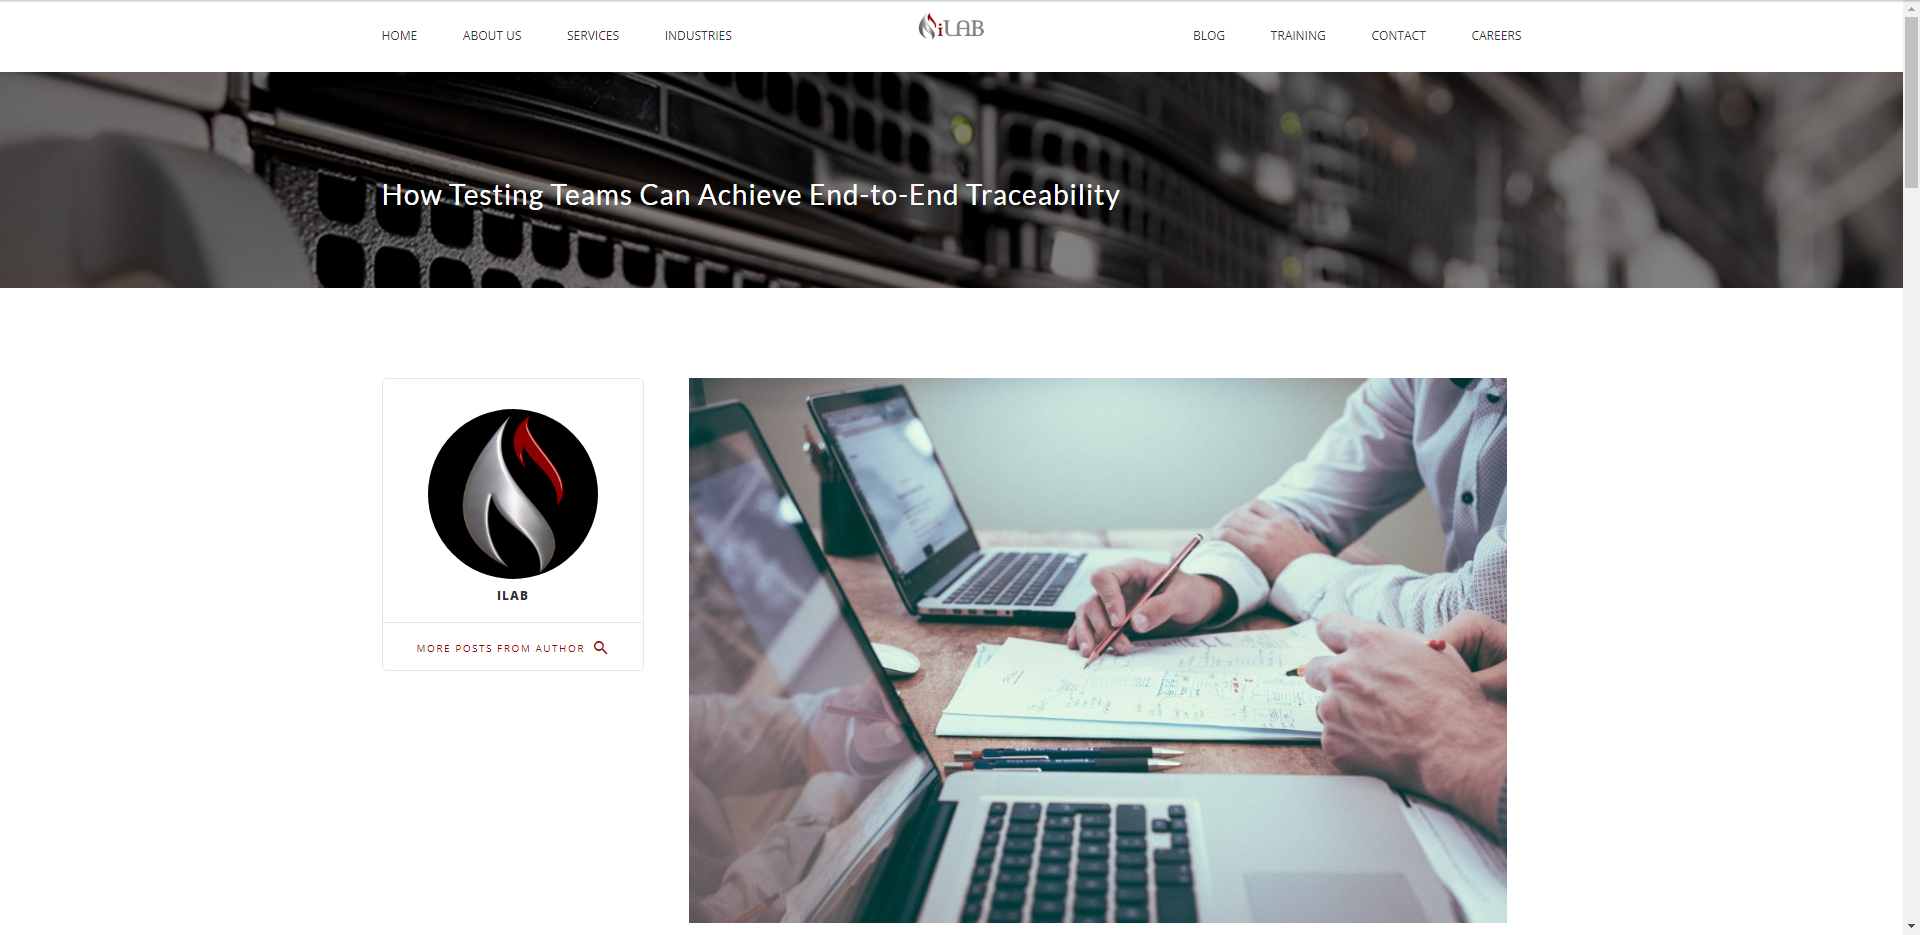 HOME
ABOUT US
SERVICES
INDUSTRIES
iLAB
BLOG
TRAINING
CONTACT
CAREERS
How Testing Teams Can Achieve End-to-End Traceability
ILAB
MORE POSTS FROM AUTHOR